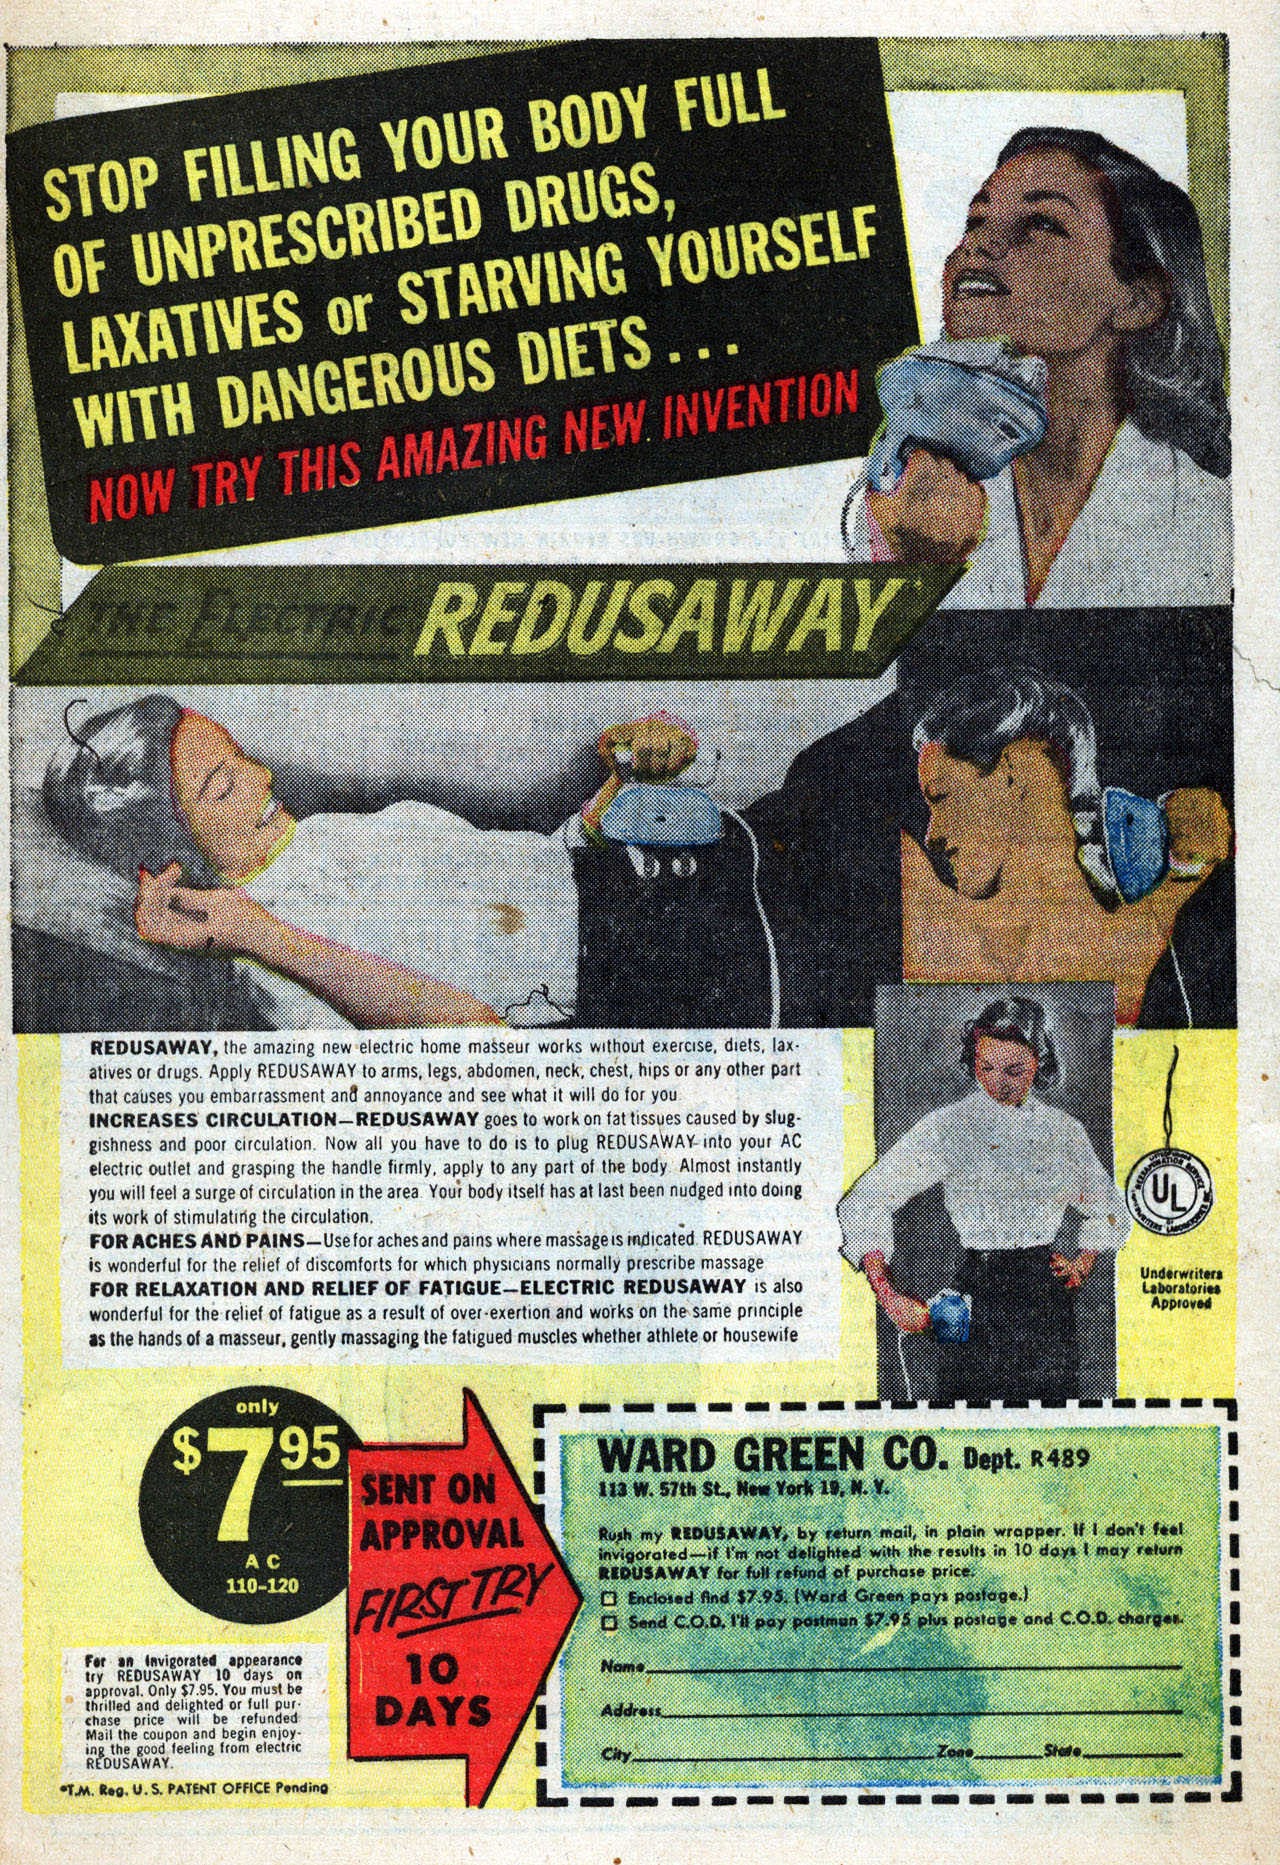 STOP FILLING YOUR BODY FULL
OF UNPRESCRIBED DRUGS,
LAXATIVES or STARVING YOURSELF
WITH DANGEROUS DIETS...
NOW TRY THIS AMAZING NEW INVENTION
THE ELECTRIC REDUSAWAY*
REDUSAWAY, the amazing new electric home masseur works without exercise, diets, lax-
atives or drugs. Apply REDUSAWAY to arms, legs, abdomen, neck, chest, hips or any other part
that causes you embarrassment and annoyance and see what it will do for you
INCREASES CIRCULATION—REDUSAWAY goes to work on fat tissues caused by slug-
gishness and poor circulation. Now all you have to do is to plug REDUSAWAY into your AC
electric outlet and grasping the handle firmly, apply to any part of the body. Almost instantly
you will feel a surge of circulation in the area. Your body itself has at last been nudged into doing
its work of stimulating the circulation.
FOR ACHES AND PAINS—Use for aches and pains where massage is indicated. REDUSAWAY
is wonderful for the relief of discomforts for which physicians normally prescribe massage
FOR RELAXATION AND RELIEF OF FATIGUE—ELECTRIC REDUSAWAY is also
wonderful for the relief of fatigue as a result of over-exertion and works on the same principle
as the hands of a masseur, gently massaging the fatigued muscles whether athlete or housewife
UL
Underwriters
Laboratories
Approved
only
$7.95
A C
110-120
SENT ON
APPROVAL
FIRST TRY
10
DAYS
For an invigorated appearance
try REDUSAWAY 10 days on
approval. Only $7.95. You must be
thrilled and delighted or full pur-
chase price will be refunded
Mail the coupon and begin enjoy-
ing the good feeling from electric
REDUSAWAY.
*T.M. Reg. U. S. PATENT OFFICE Pending
WARD GREEN CO. Dept. R489
113 W. 57th St., New York 19, N. Y.
Rush my REDUSAWAY, by return mail, in plain wrapper. If I don't feel
invigorated—if I'm not delighted with the results in 10 days I may return
REDUSAWAY for full refund of purchase price.
□ Enclosed find $7.95. (Ward Green pays postage.)
□ Send C.O.D. I'll pay postman $7.95 plus postage and C.O.D. charges.
Name
Address
City Zone State